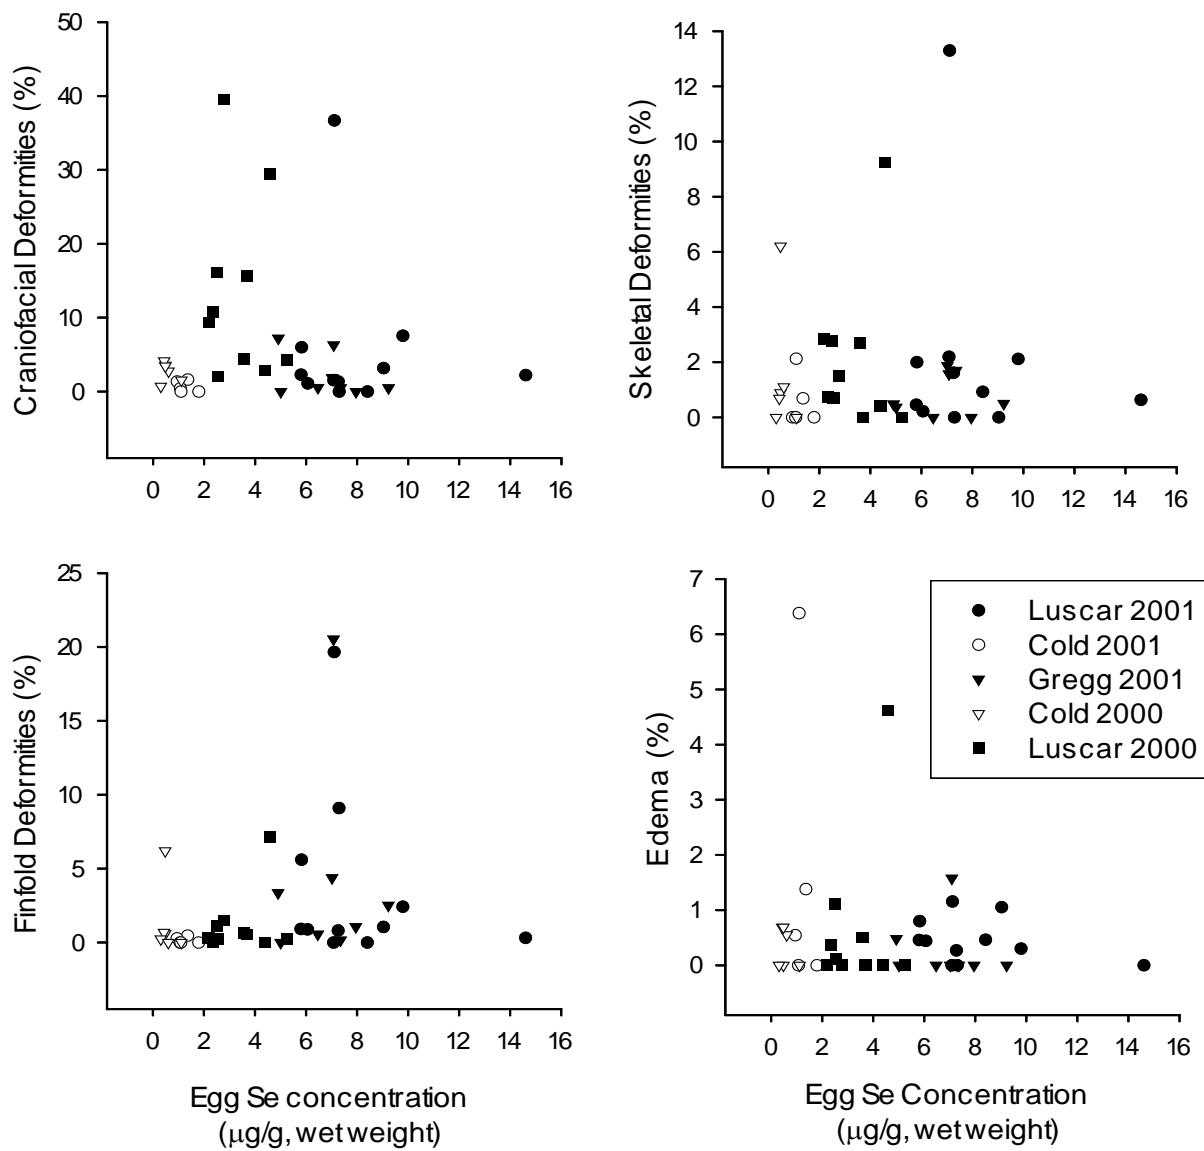 50
40
30
20
10
0
Craniofacial Deformities (%)
0 2 4 6 8 10 12 14 16
14
12
10
8
6
4
2
0
Skeletal Deformities (%)
0 2 4 6 8 10 12 14 16
25
20
15
10
5
0
Finfold Deformities (%)
0 2 4 6 8 10 12 14 16
Egg Se concentration
(μg/g, wet weight)
7
6
5
4
3
2
1
0
Edema (%)
Luscar 2001
Cold 2001
Gregg 2001
Cold 2000
Luscar 2000
0 2 4 6 8 10 12 14 16
Egg Se Concentration
(μg/g, wet weight)